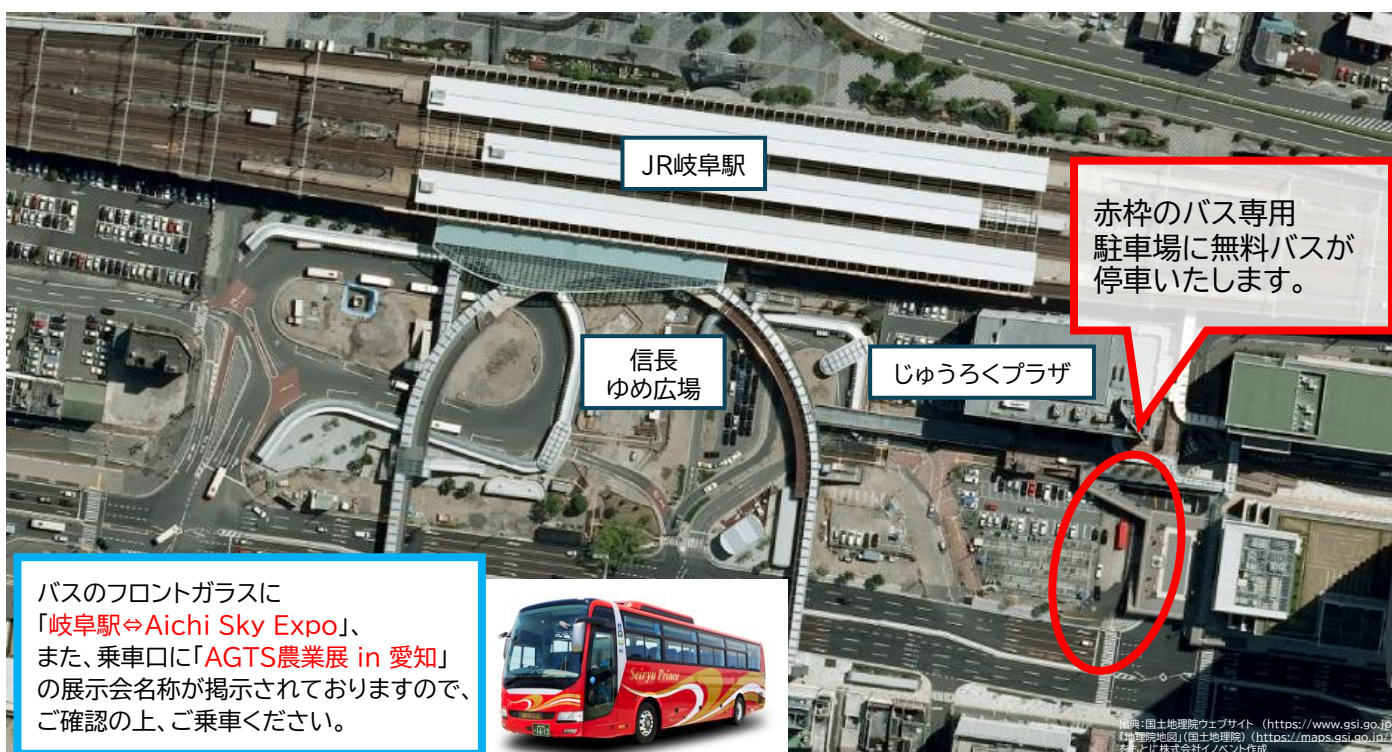 JR岐阜駅
赤枠のバス専用
駐車場に無料バスが
停車いたします。
信長
ゆめ広場
じゅうろくプラザ
バスのフロントガラスに
「岐阜駅⇔Aichi Sky Expo」、
また、乗車口に「AGTS農業展 in 愛知」
の展示会名称が掲示されておりますので、
ご確認の上、ご乗車ください。
Seiryu Prince
出典:国土地理院ウェブサイト (https://www.gsi.go.jp
『地理院地図』(国土地理院) (https://maps.gsi.go.jp/)
をもとに株式会社イノベント作成